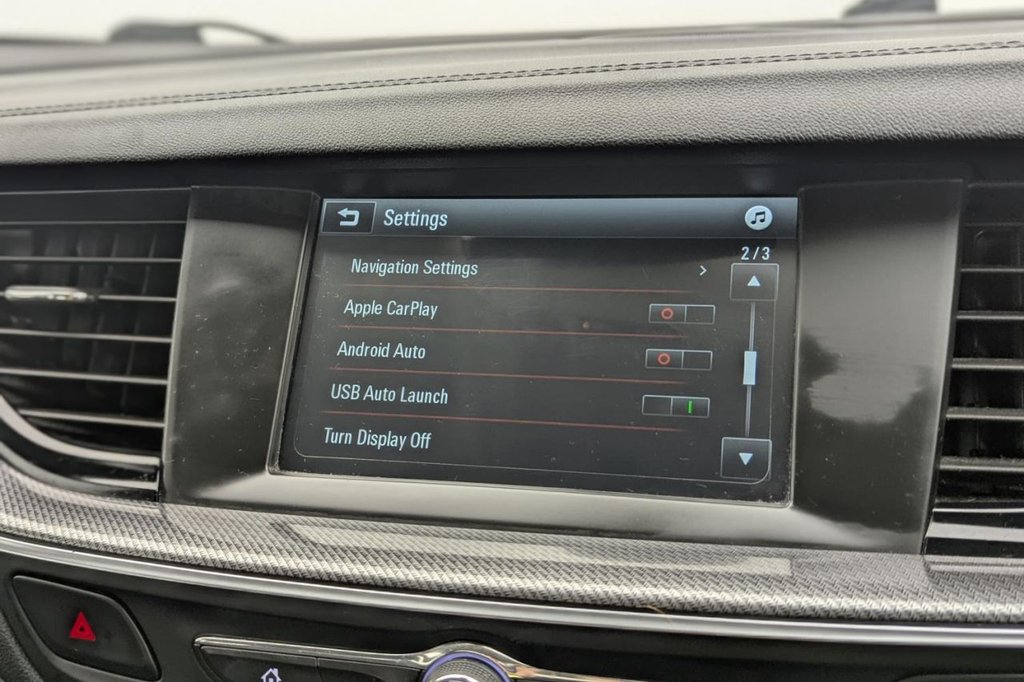 Settings
2/3
Navigation Settings
Apple CarPlay
Android Auto
USB Auto Launch
Turn Display Off